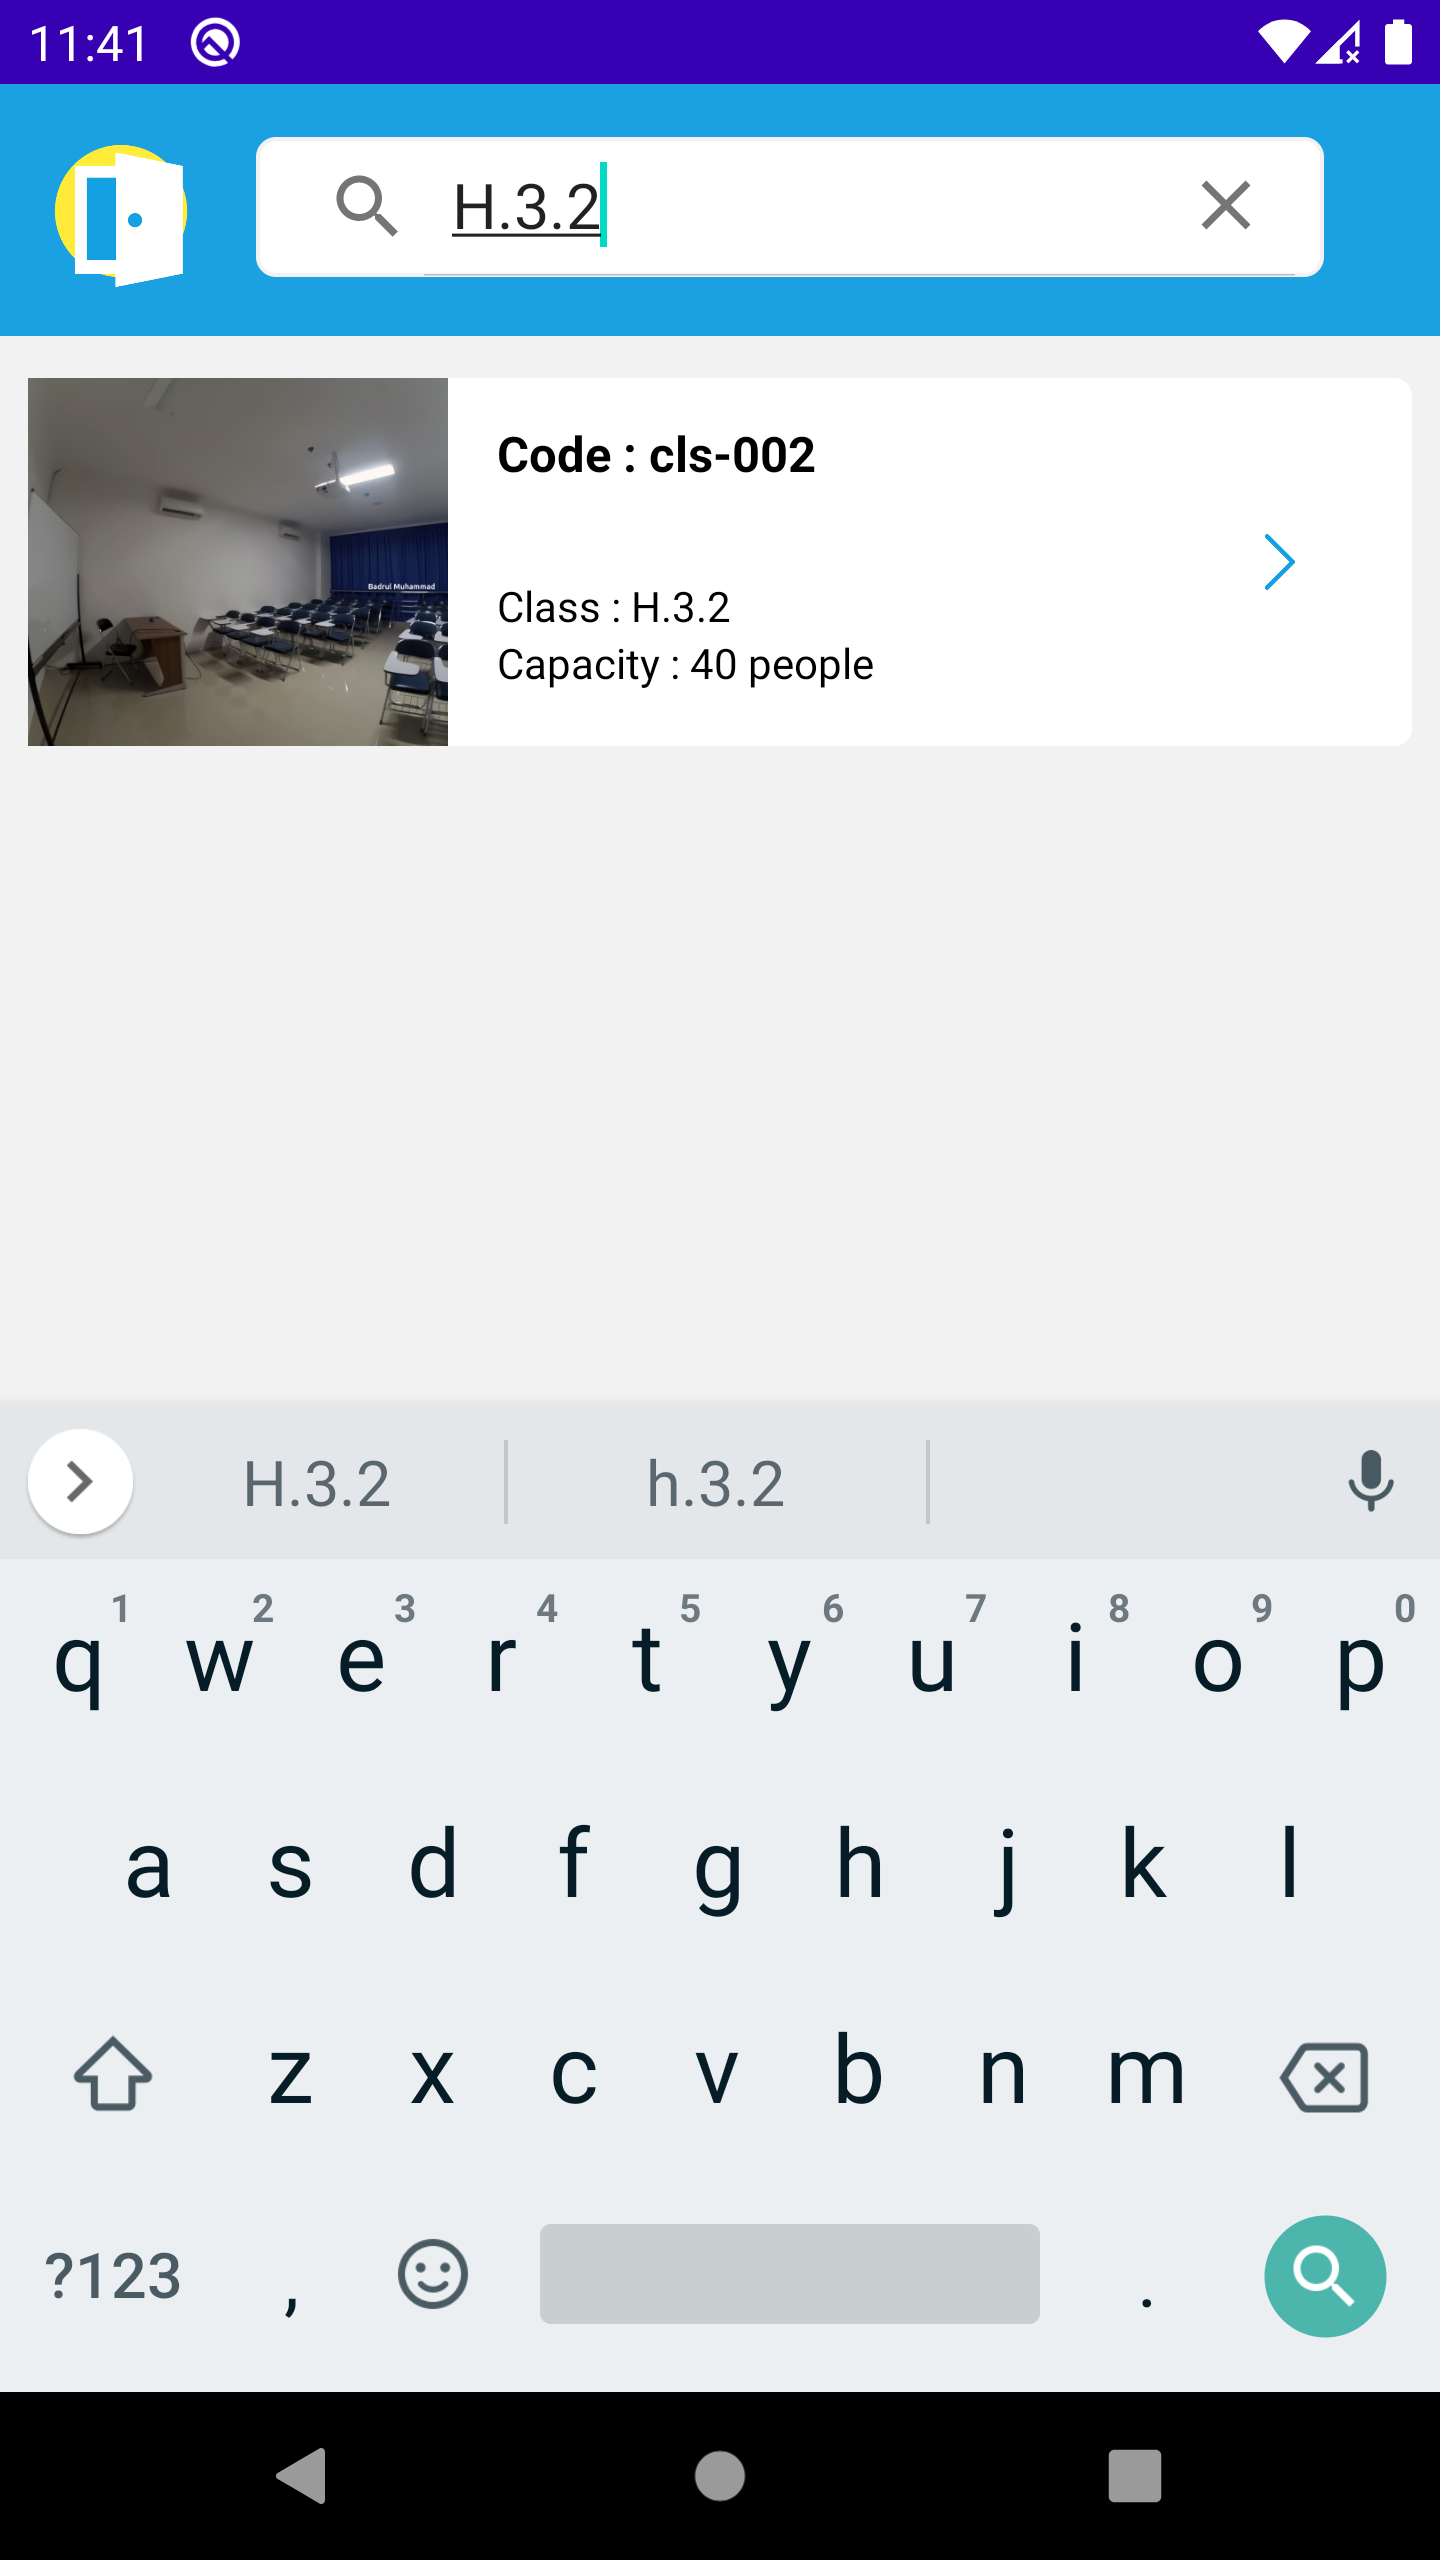 11:41
H.3.2
Code : cls-002
Badrul Muhammad
Class : H.3.2
Capacity : 40 people
H.3.2 h.3.2
1 2 3 4 5 6 7 8 9 0
q w e r t y u i o p
a s d f g h j k l
z x c v b n m
?123 , .